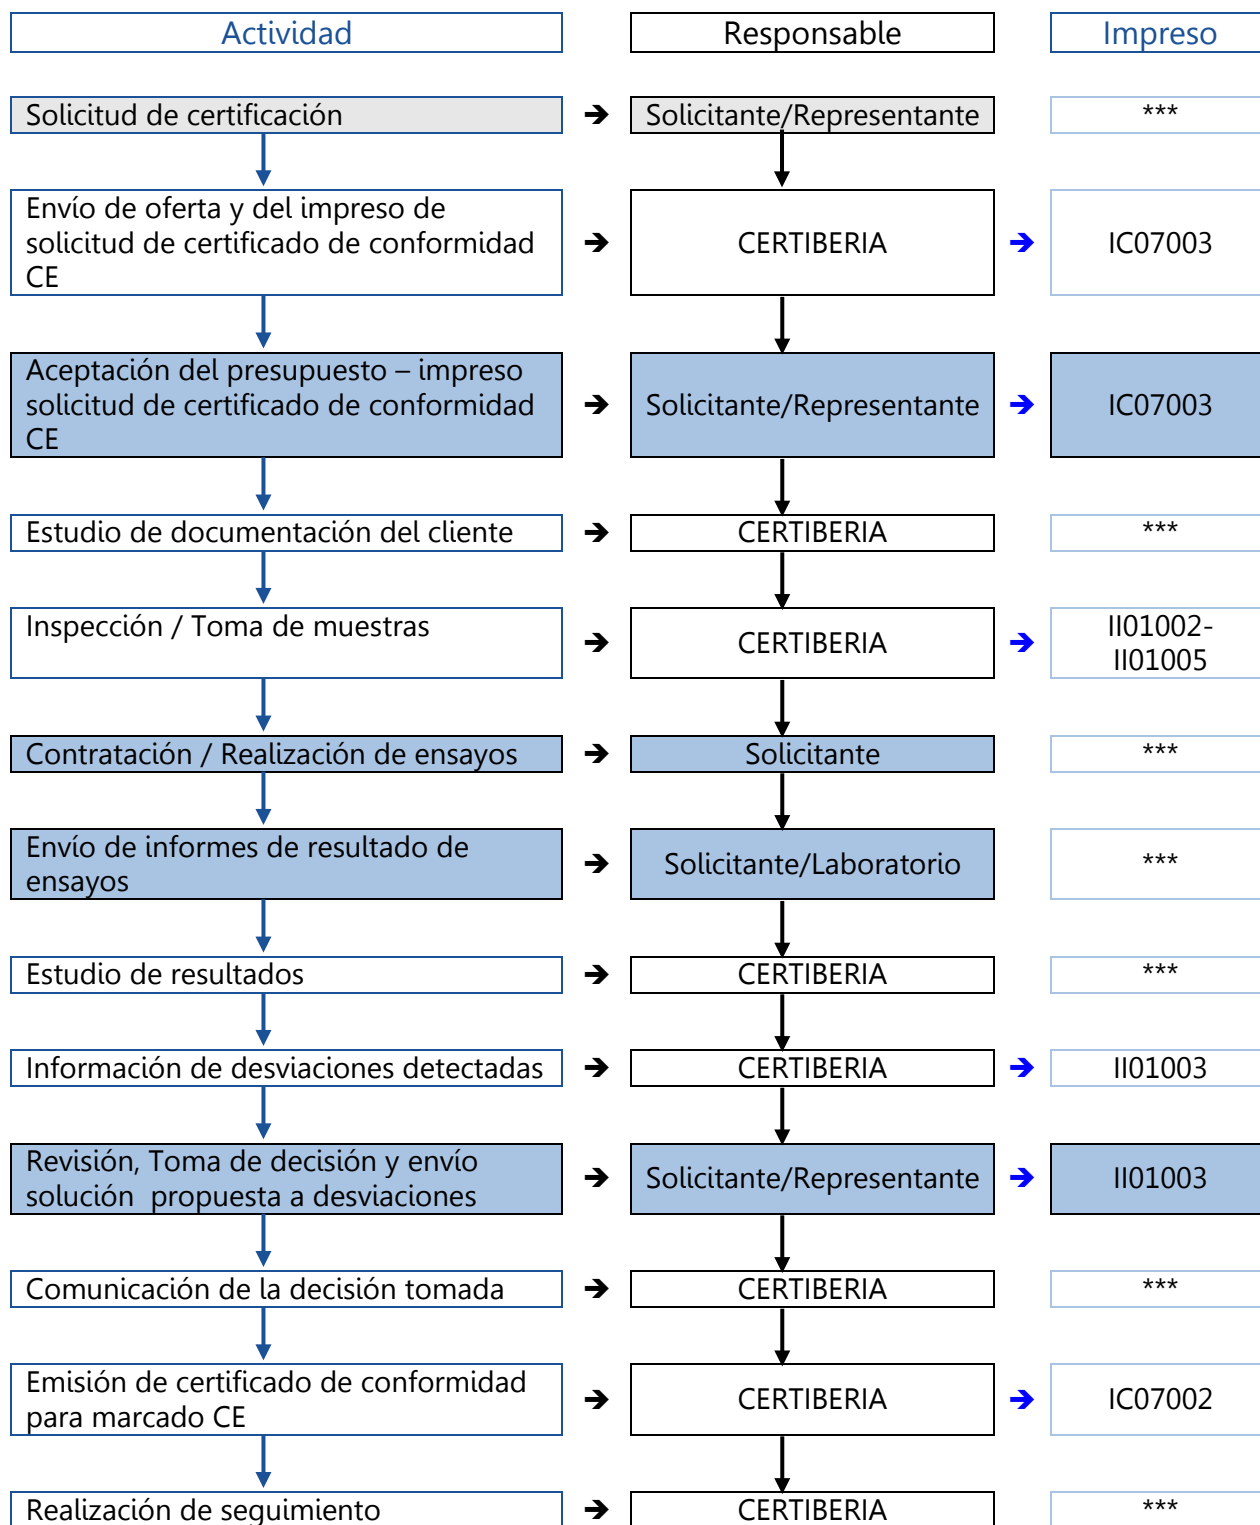 Actividad
Responsable
Impreso
Solicitud de certificación
➔
Solicitante/Representante
***
Envío de oferta y del impreso de
solicitud de certificado de conformidad
CE
➔
CERTIBERIA
➔
IC07003
Aceptación del presupuesto – impreso
solicitud de certificado de conformidad
CE
➔
Solicitante/Representante
➔
IC07003
Estudio de documentación del cliente
➔
CERTIBERIA
***
Inspección / Toma de muestras
➔
CERTIBERIA
➔
II01002-
II01005
Contratación / Realización de ensayos
➔
Solicitante
***
Envío de informes de resultado de
ensayos
➔
Solicitante/Laboratorio
***
Estudio de resultados
➔
CERTIBERIA
***
Información de desviaciones detectadas
➔
CERTIBERIA
➔
II01003
Revisión, Toma de decisión y envío
solución  propuesta a desviaciones
➔
Solicitante/Representante
➔
II01003
Comunicación de la decisión tomada
➔
CERTIBERIA
***
Emisión de certificado de conformidad
para marcado CE
➔
CERTIBERIA
➔
IC07002
Realización de seguimiento
➔
CERTIBERIA
***